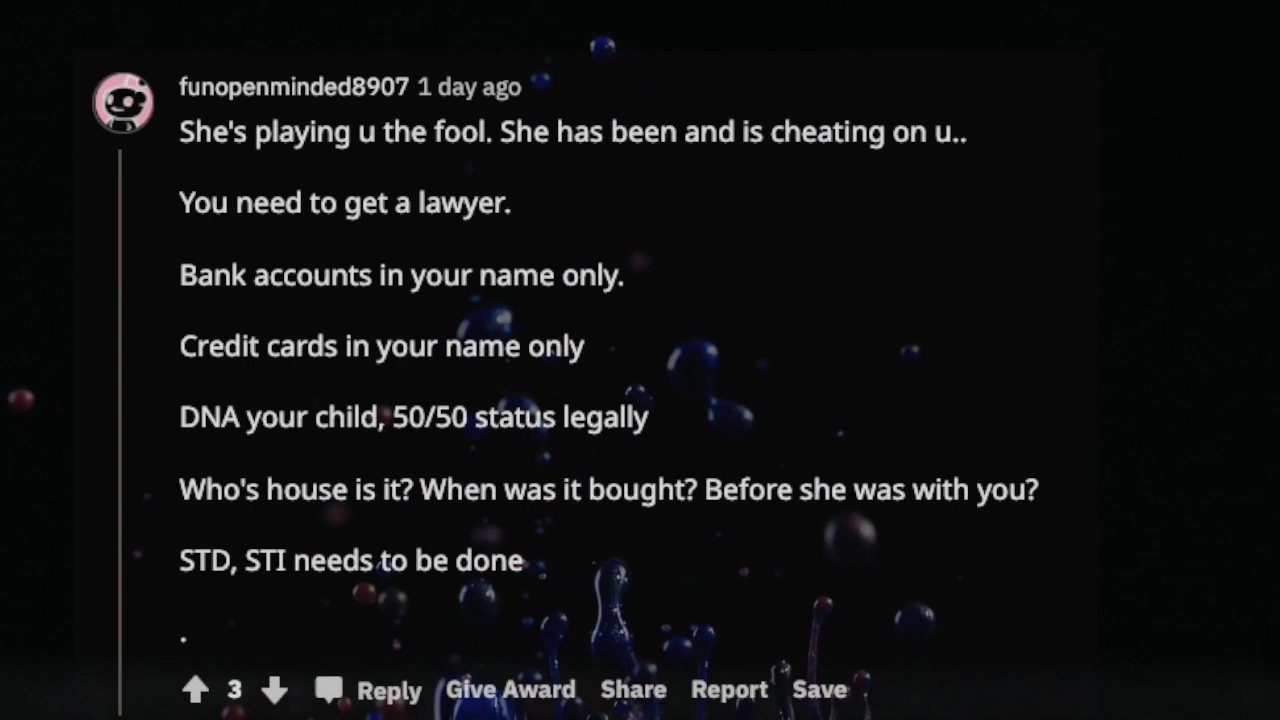 funopenminded8907 1 day ago
She's playing u the fool. She has been and is cheating on u..
You need to get a lawyer.
Bank accounts in your name only.
Credit cards in your name only
DNA your child, 50/50 status legally
Who's house is it? When was it bought? Before she was with you?
STD, STI needs to be done
.
3 Reply Give Award Share Report Save